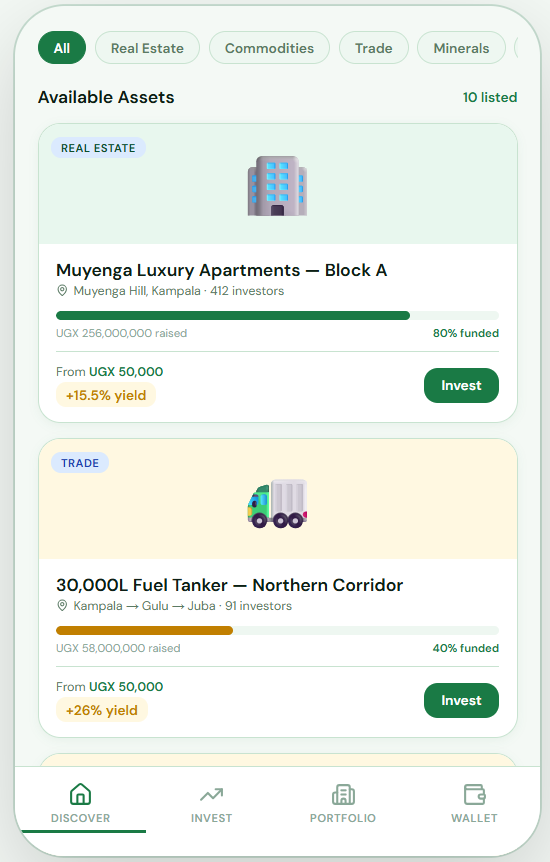 All Real Estate Commodities Trade Minerals
Available Assets 10 listed
REAL ESTATE
Muyenga Luxury Apartments — Block A
Muyenga Hill, Kampala · 412 investors
UGX 256,000,000 raised 80% funded
From UGX 50,000
+15.5% yield
Invest
TRADE
30,000L Fuel Tanker — Northern Corridor
Kampala → Gulu → Juba · 91 investors
UGX 58,000,000 raised 40% funded
From UGX 50,000
+26% yield
Invest
DISCOVER INVEST PORTFOLIO WALLET